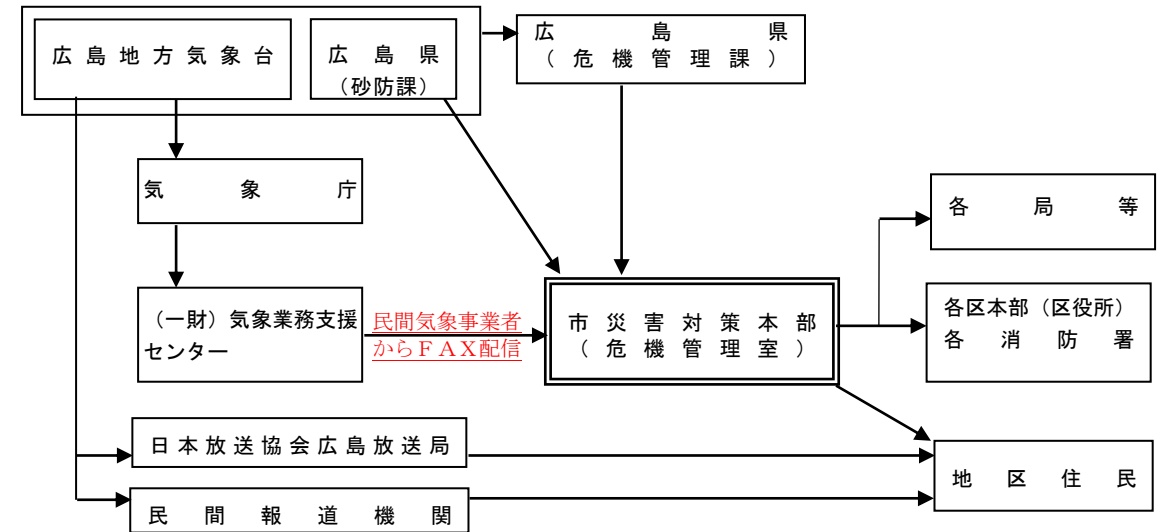 広島地方気象台
広島県
（砂防課）
広島県
（危機管理課）
気象庁
各局等
（一財）気象業務支援
センター
民間気象事業者
からＦＡＸ配信
市災害対策本部
（危機管理室）
各区本部（区役所）
各消防署
日本放送協会広島放送局
地区住民
民間報道機関